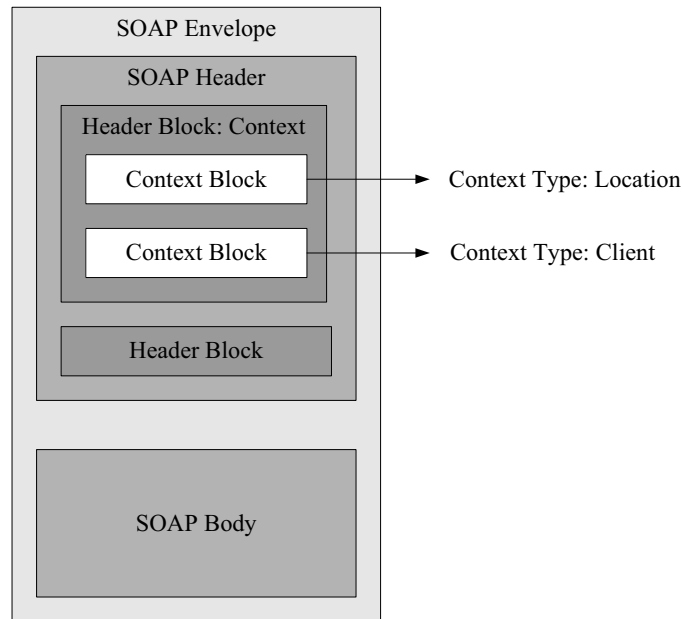 SOAP Envelope
SOAP Header
Header Block: Context
Context Block
Context Type: Location
Context Block
Context Type: Client
Header Block
SOAP Body